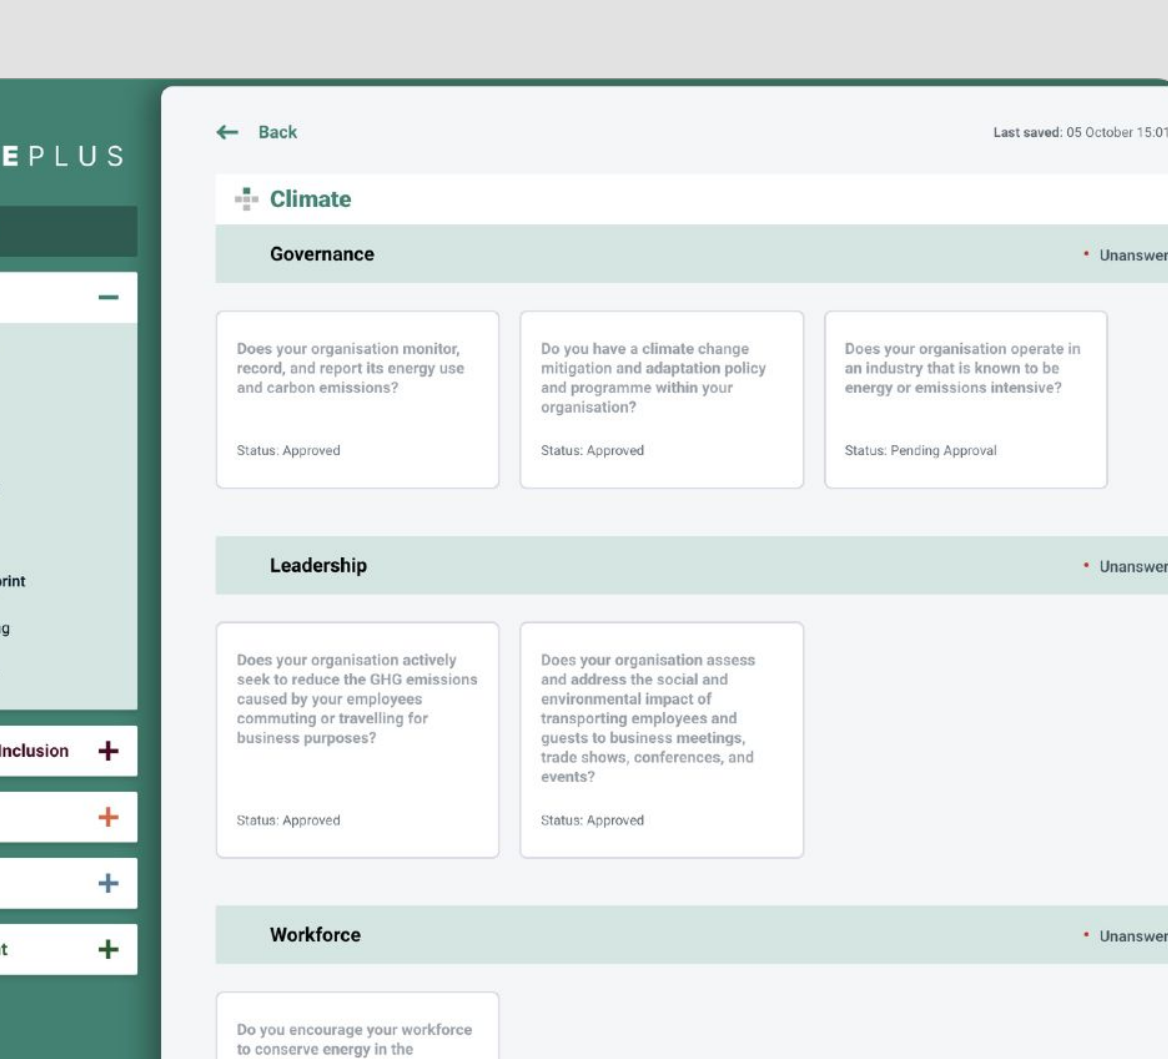 ← Back
Last saved: 05 October 15:01
EPLUS
Climate
Governance
• Unanswer
Does your organisation monitor,
record, and report its energy use
and carbon emissions?
Status: Approved
Do you have a climate change
mitigation and adaptation policy
and programme within your
organisation?
Status: Approved
Does your organisation operate in
an industry that is known to be
energy or emissions intensive?
Status: Pending Approval
Leadership
• Unanswer
Does your organisation actively
seek to reduce the GHG emissions
caused by your employees
commuting or travelling for
business purposes?
Status: Approved
Does your organisation assess
and address the social and
environmental impact of
transporting employees and
guests to business meetings,
trade shows, conferences, and
events?
Status: Approved
rint
g
Inclusion
t
Workforce
• Unanswer
Do you encourage your workforce
to conserve energy in the